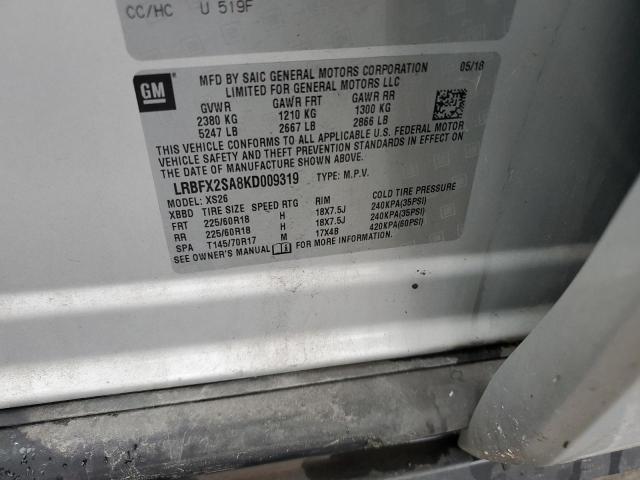 CC/HC U 519F
GM
MFD BY SAIC GENERAL MOTORS CORPORATION 05/18
LIMITED FOR GENERAL MOTORS LLC
GVWR GAWR FRT GAWR RR
2380 KG 1210 KG 1300 KG
5247 LB 2667 LB 2866 LB
THIS VEHICLE CONFORMS TO ALL APPLICABLE U.S. FEDERAL MOTOR
VEHICLE SAFETY AND THEFT PREVENTION STANDARDS IN EFFECT ON
THE DATE OF MANUFACTURE SHOWN ABOVE.
LRBFX2SA8KD009319 TYPE: M.P.V.
MODEL: XS26
XBBD TIRE SIZE SPEED RTG RIM COLD TIRE PRESSURE
FRT 225/60R18 H 18X7.5J 240KPA(35PSI)
RR 225/60R18 H 18X7.5J 240KPA(35PSI)
SPA T145/70R17 M 17X4B 420KPA(60PSI)
SEE OWNER'S MANUAL FOR MORE INFORMATION